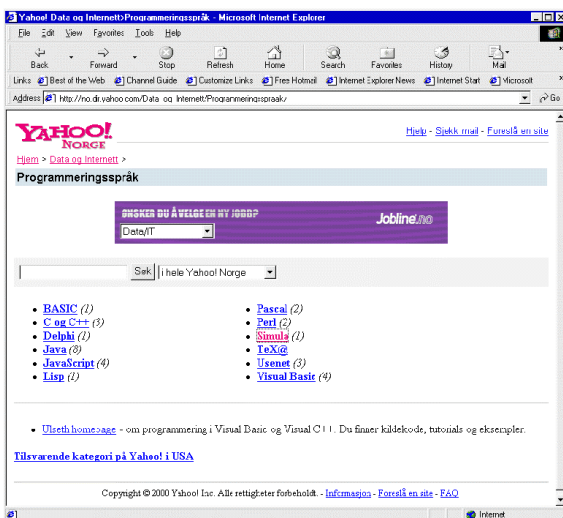 Yahoo! Data og Internett>Programmeringsspråk - Microsoft Internet Explorer
File Edit View Favorites Tools Help
Back Forward Stop Refresh Home Search Favorites History Mail
Links Best of the Web Channel Guide Customize Links Free Hotmail Internet Explorer News Internet Start Microsoft
Address http://no.dir.yahoo.com/Data_og_Internett/Programmeringsspraak/ Go
YAHOO! NORGE
Hjelp - Sjekk mail - Foreslå en site
Hjem > Data og Internett >
Programmeringsspråk
ØNSKER DU Å VELGE EN NY JOBB?
Data/IT
Jobline.no
Søk i hele Yahoo! Norge
BASIC (1)
C og C++ (3)
Delphi (1)
Java (8)
JavaScript (4)
Lisp (1)
Pascal (2)
Perl (2)
Simula (1)
TeX@
Usenet (3)
Visual Basic (4)
Ulseth homepage - om programmering i Visual Basic og Visual C++. Du finner kildekode, tutorials og eksempler.
Tilsvarende kategori på Yahoo! i USA
Copyright © 2000 Yahoo! Inc. Alle rettigheter forbeholdt. - Informasjon - Foreslå en site - FAQ
Internet